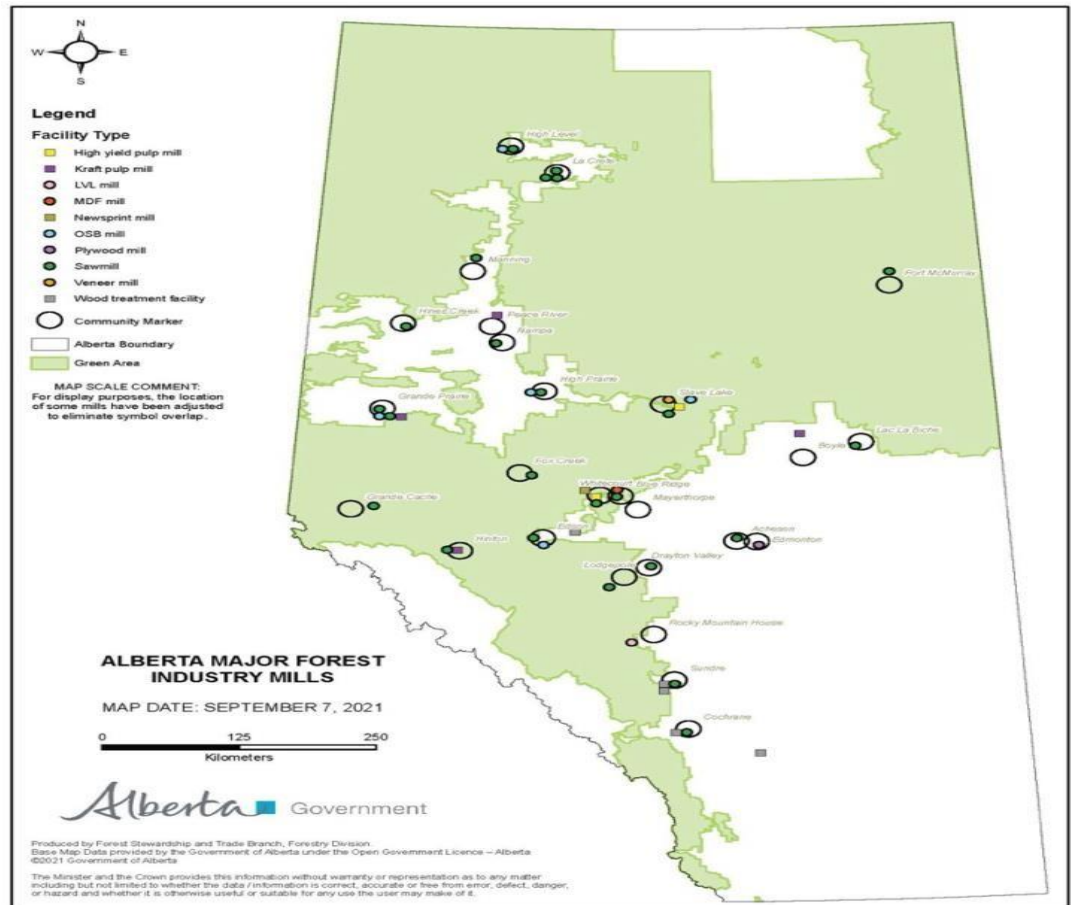 N
W E
S
Legend
Facility Type
High yield pulp mill
Kraft pulp mill
LVL mill
MDF mill
Newsprint mill
OSB mill
Plywood mill
Sawmill
Veneer mill
Wood treatment facility
Community Marker
Alberta Boundary
Green Area
MAP SCALE COMMENT:
For display purposes, the location
of some mills have been adjusted
to eliminate symbol overlap.
High Level
La Crete
Manning
Fort McMurray
Hines Creek
Peace River
Nampa
High Prairie
Grande Prairie
Slave Lake
Lac La Biche
Boyle
Fox Creek
Whitecourt
Blue Ridge
Mayerthorpe
Grande Cache
Edson
Acheson
Edmonton
Hinton
Drayton Valley
Lodgepole
Rocky Mountain House
Sundre
Cochrane
ALBERTA MAJOR FOREST
INDUSTRY MILLS
MAP DATE: SEPTEMBER 7, 2021
0 125 250
Kilometers
Alberta Government
Produced by Forest Stewardship and Trade Branch, Forestry Division
Base Map Data provided by the Government of Alberta under the Open Government Licence – Alberta
©2021 Government of Alberta
The Minister and the Crown provides this information without warranty or representation as to any matter
including but not limited to whether the data / information is correct, accurate or free from error, defect, danger,
or hazard and whether it is otherwise useful or suitable for any use the user may make of it.